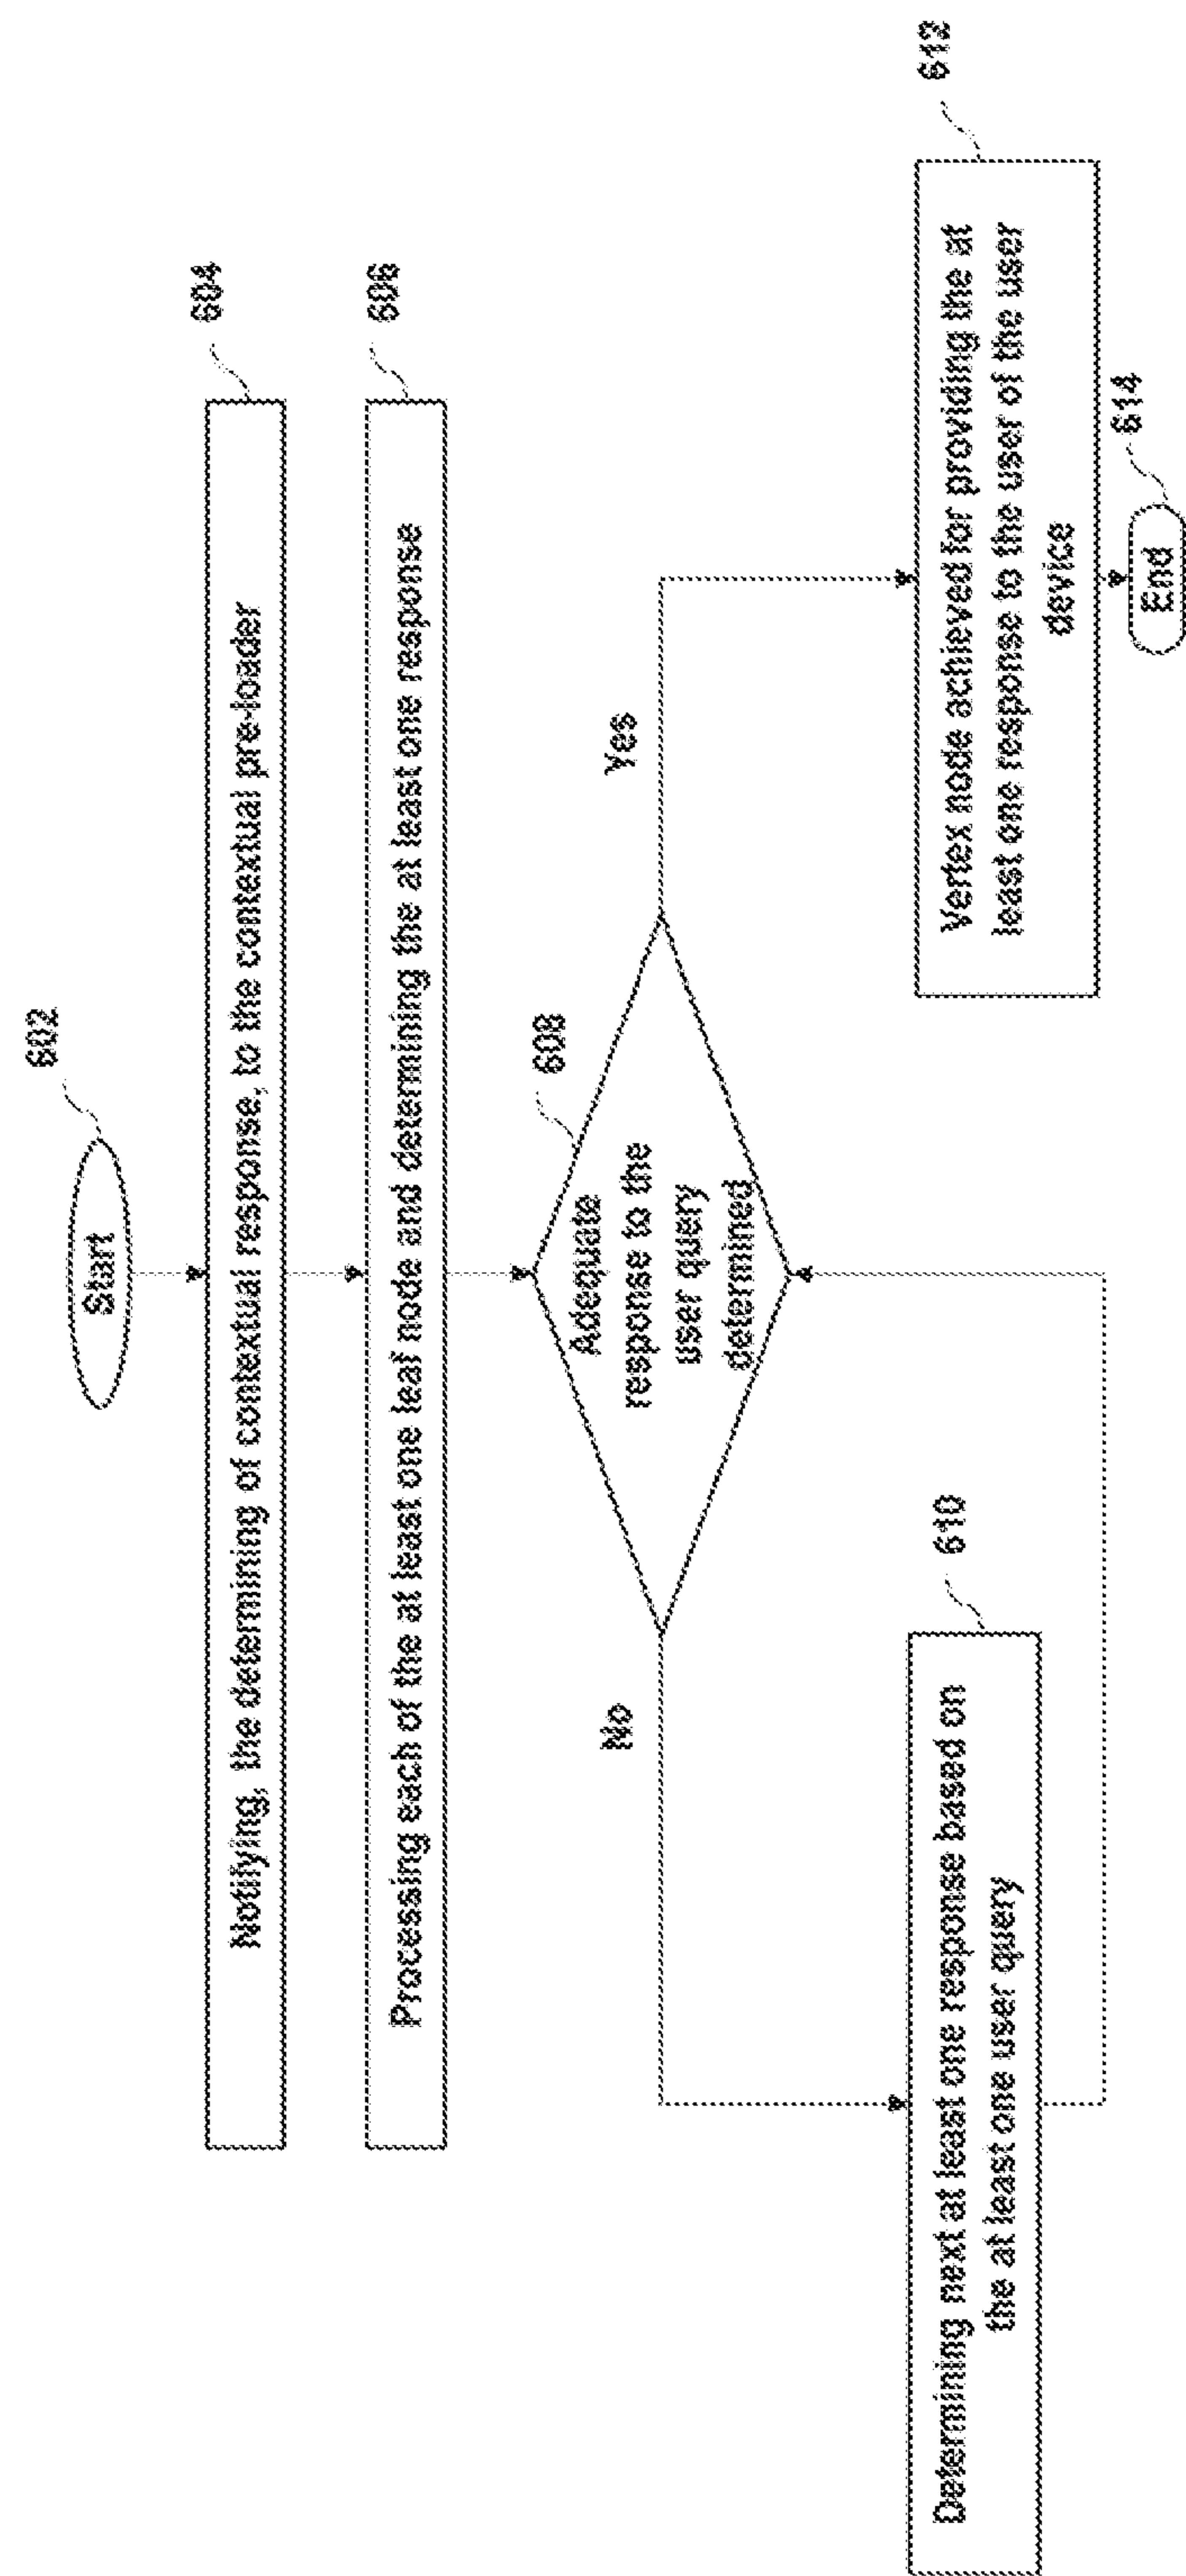 602
Start
604
Notifying, the determining of contextual response, to the contextual pre-loader
606
Processing each of the at least one leaf node and determining the at least one response
608
Adequate
response to the
user query
determined
No
Yes
610
Determining next at least one response based on
the at least one user query
612
Vertex node achieved for providing the at
least one response to the user of the user
device
614
End